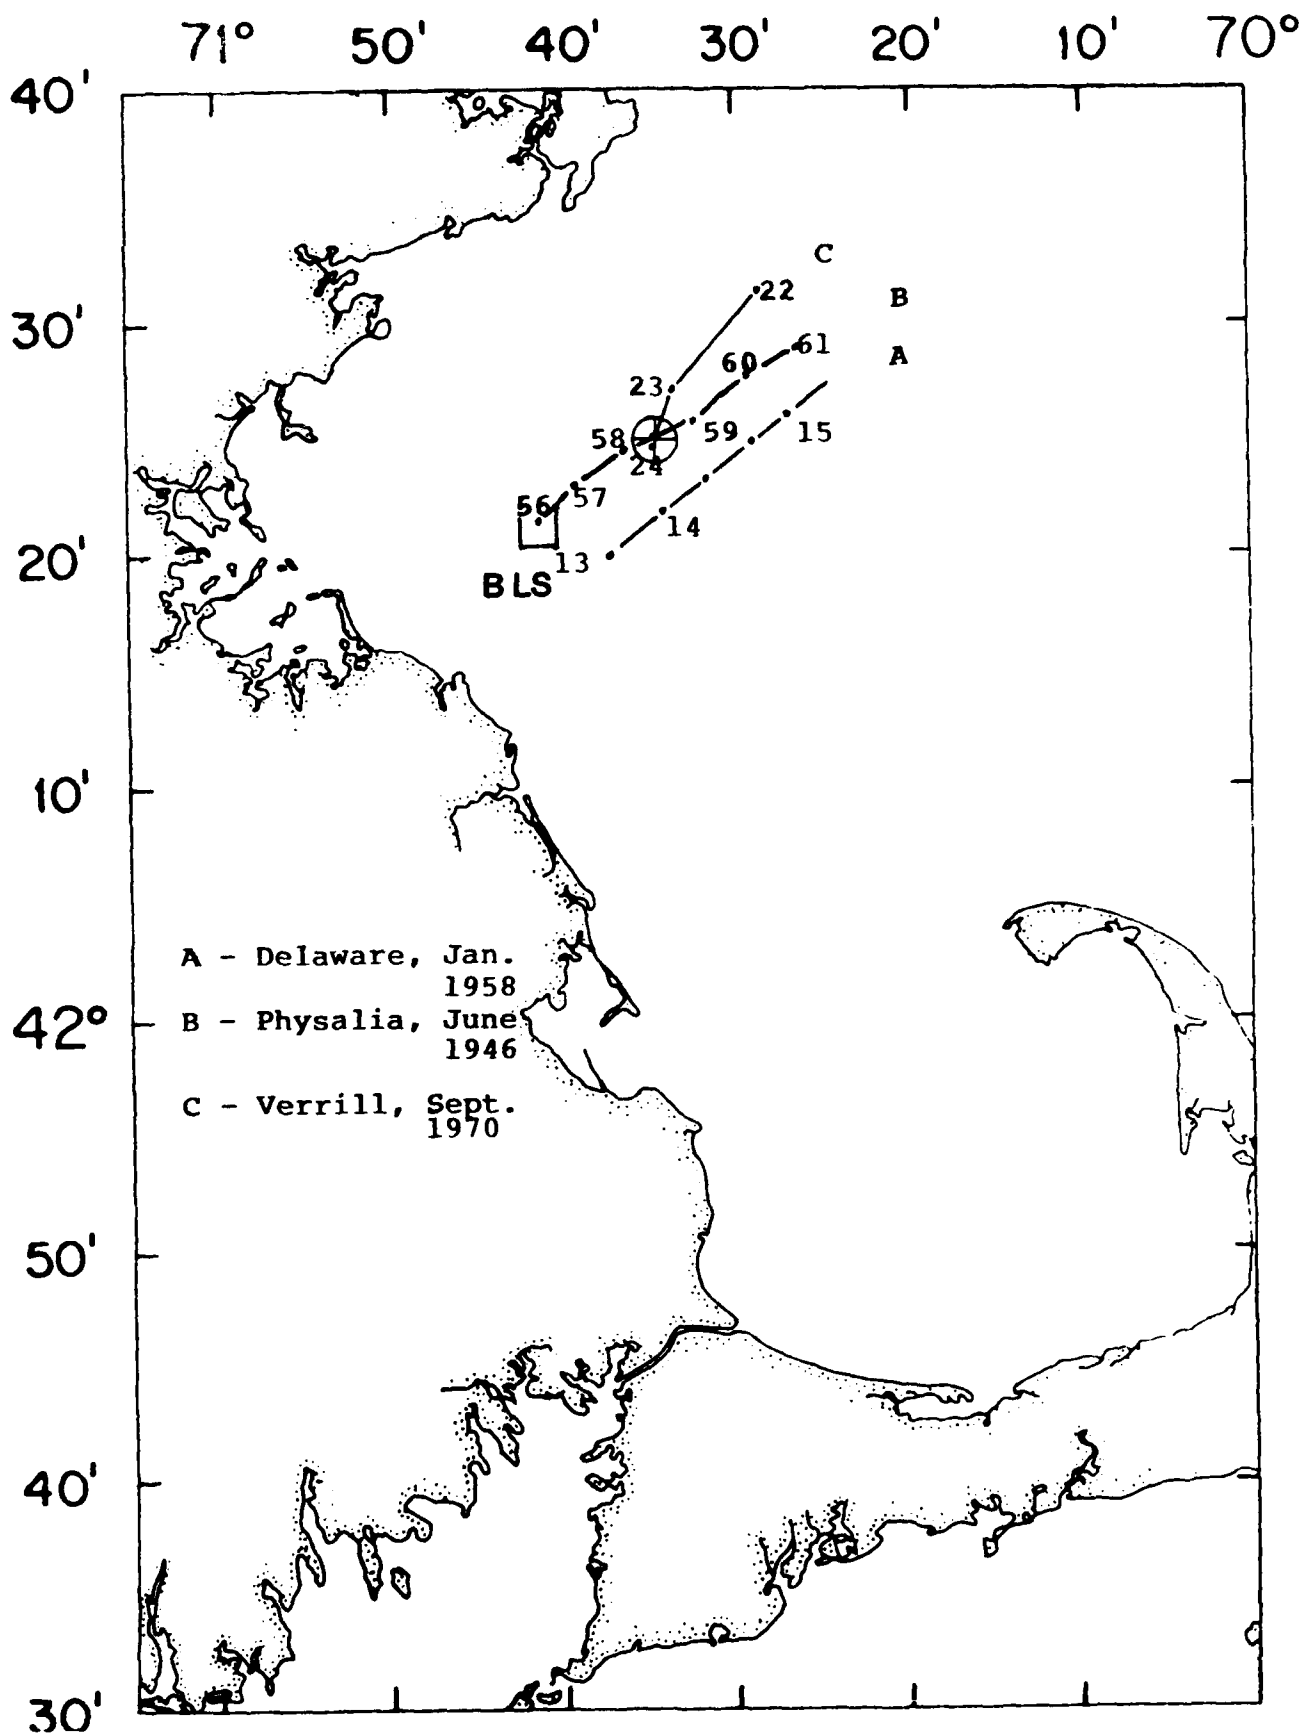 71° 50' 40' 30' 20' 10' 70°
40'
C
22
B
30'
61
A
60
23
59
15
58
24
57
56
14
20'
13
BLS
10'
A - Delaware, Jan.
1958
42°
B - Physalia, June
1946
C - Verrill, Sept.
1970
50'
40'
30'